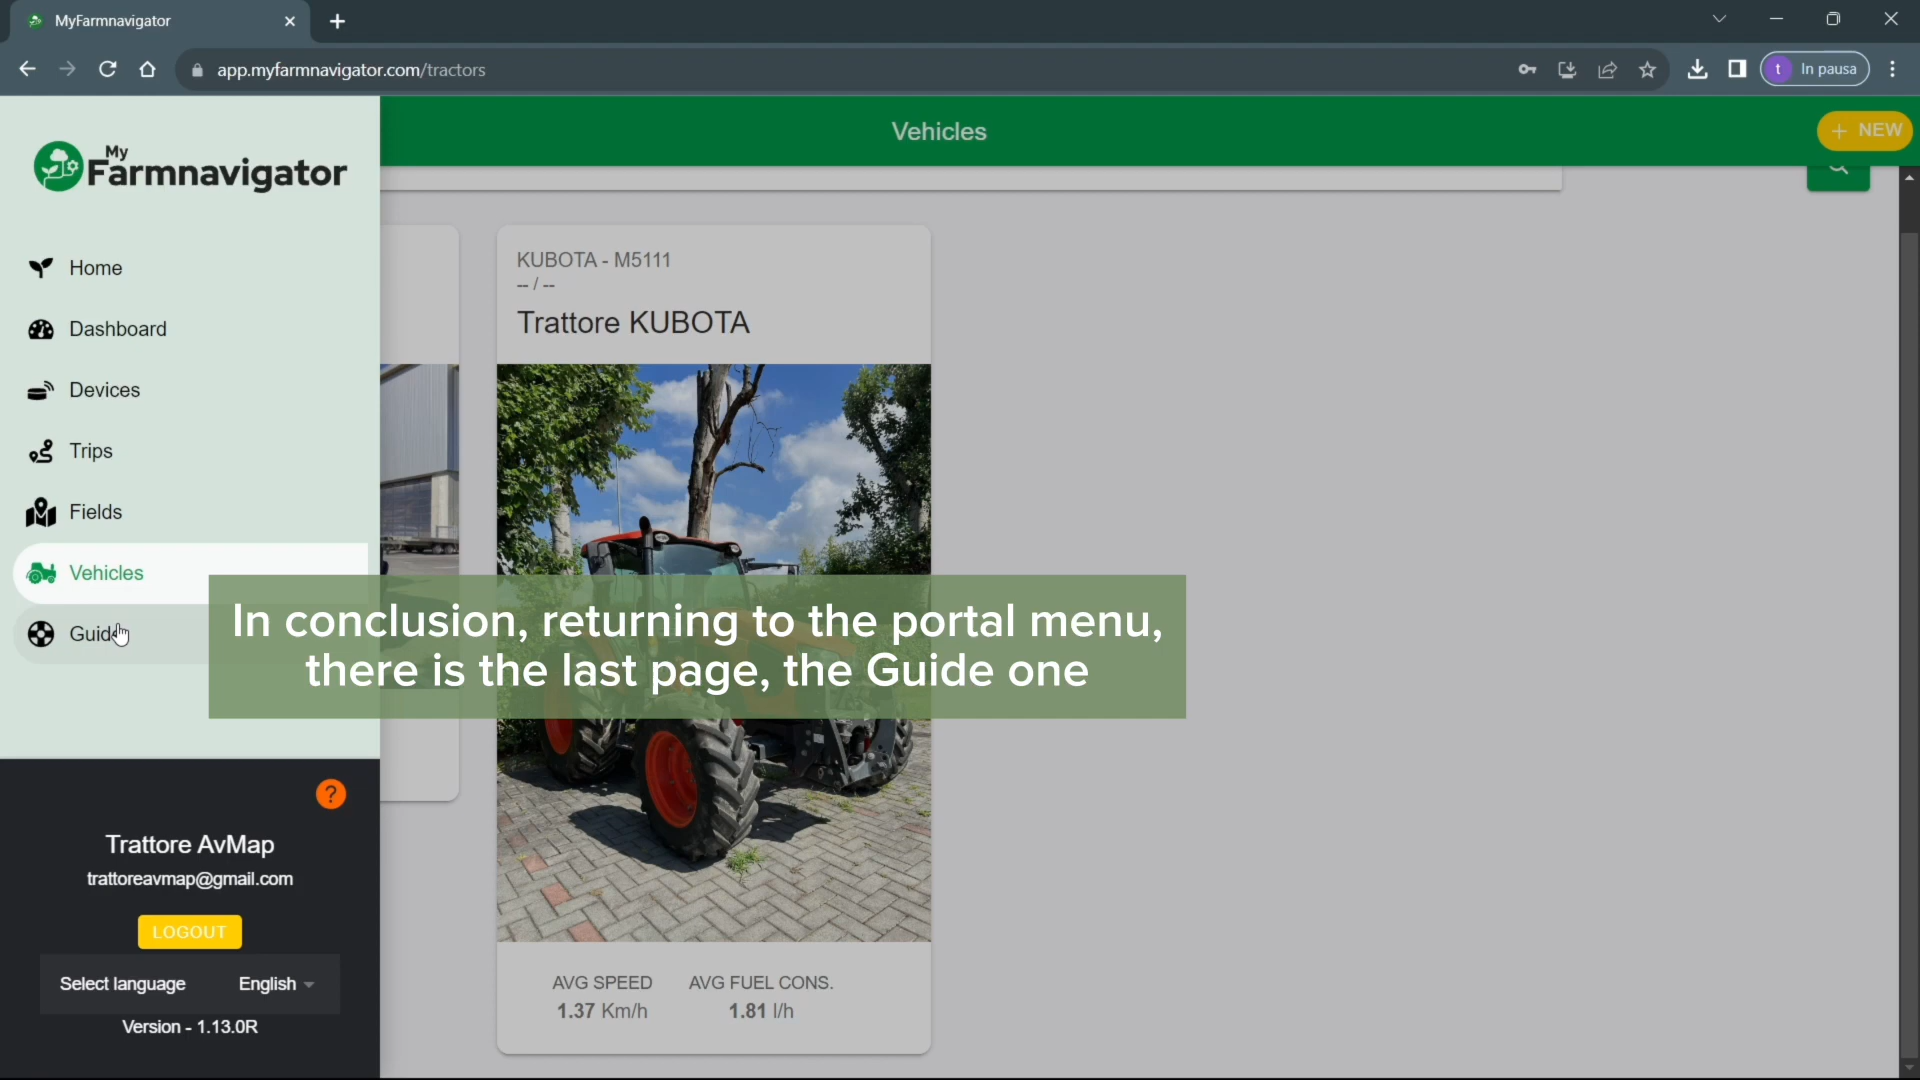 MyFarmnavigator
app.myfarmnavigator.com/tractors
t In pausa
My
Farmnavigator
Vehicles
+ NEW
Home
Dashboard
Devices
Trips
Fields
Vehicles
Guide
KUBOTA - M5111
-- / --
Trattore KUBOTA
In conclusion, returning to the portal menu,
there is the last page, the Guide one
AVG SPEED
1.37 Km/h
AVG FUEL CONS.
1.81 l/h
?
Trattore AvMap
trattoreavmap@gmail.com
LOGOUT
Select language English
Version - 1.13.0R